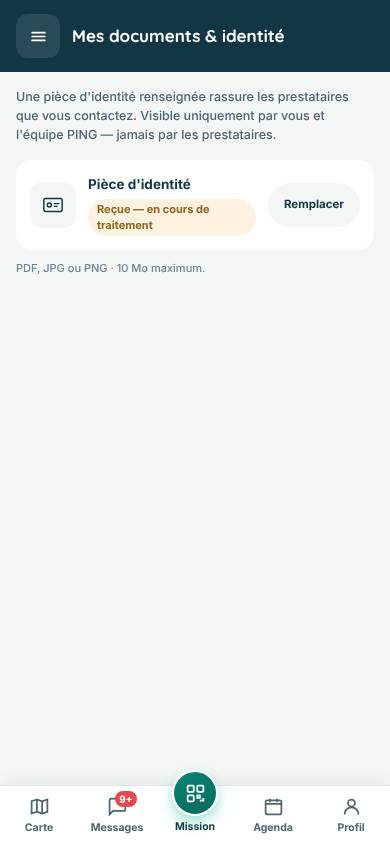 Mes documents & identité
Une pièce d'identité renseignée rassure les prestataires
que vous contactez. Visible uniquement par vous et
l'équipe PING — jamais par les prestataires.
Pièce d'identité
Reçue — en cours de
traitement
Remplacer
PDF, JPG ou PNG · 10 Mo maximum.
9+
Carte
Messages
Mission
Agenda
Profil